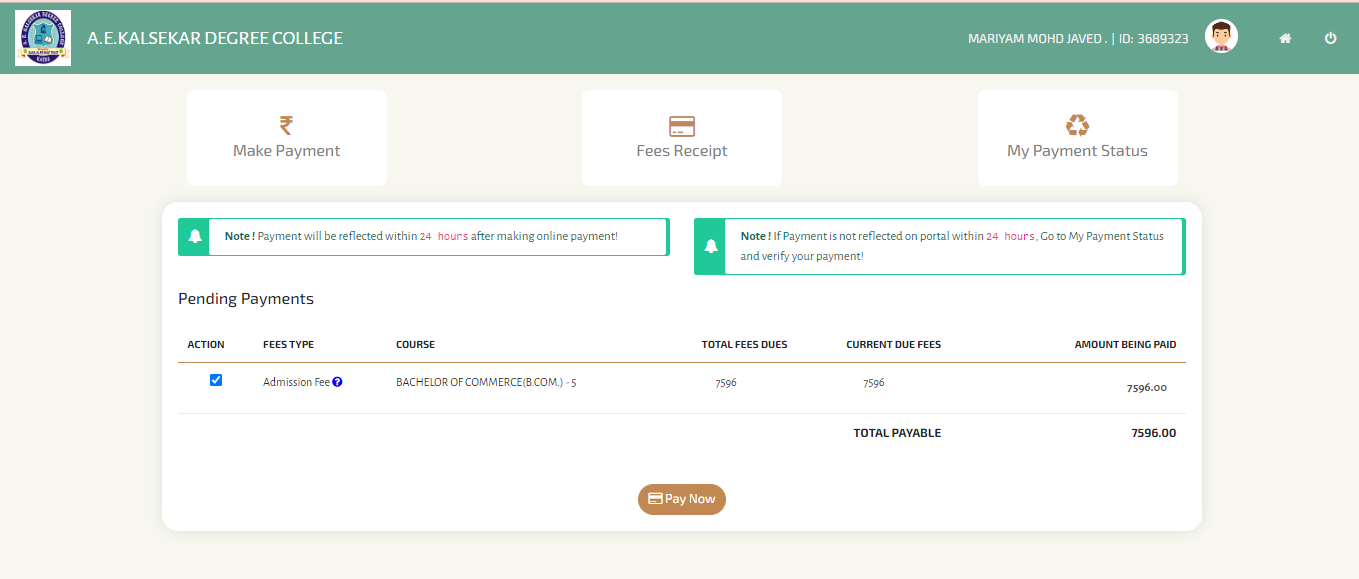 A.E.KALSEKAR DEGREE COLLEGE
MARIYAM MOHD JAVED . | ID: 3689323
₹
Make Payment
Fees Receipt
My Payment Status
Note ! Payment will be reflected within 24 hours after making online payment!
Note ! If Payment is not reflected on portal within 24 hours, Go to My Payment Status
and verify your payment!
Pending Payments
ACTION FEES TYPE COURSE TOTAL FEES DUES CURRENT DUE FEES AMOUNT BEING PAID
Admission Fee ? BACHELOR OF COMMERCE(B.COM.) - 5 7596 7596 7596.00
TOTAL PAYABLE 7596.00
Pay Now